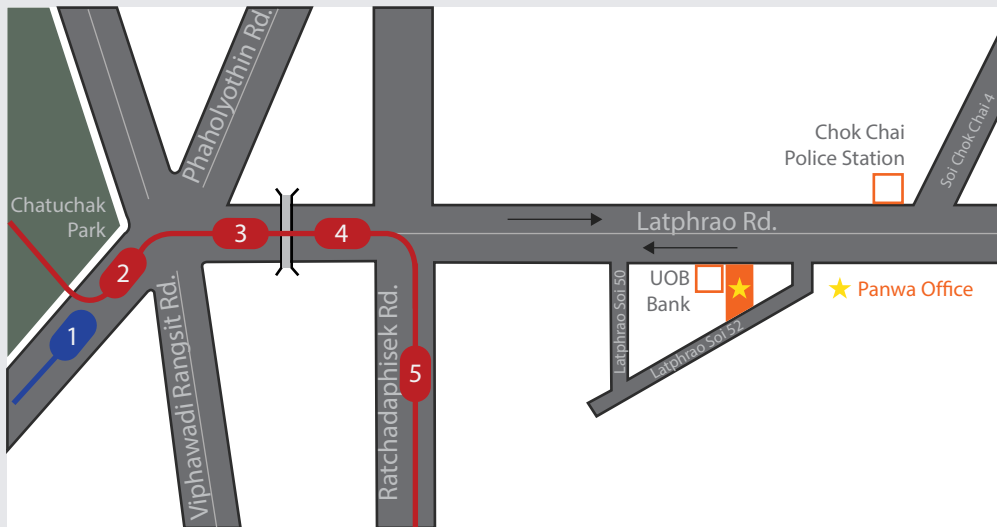 Phaholyothin Rd.
Chok Chai
Police Station
Soi Chok Chai 4
Chatuchak
Park
Latphrao Rd.
3
4
2
1
UOB
Bank
Panwa Office
Latphrao Soi 50
Latphrao Soi 52
Viphawadi Rangsit Rd.
Ratchadaphisek Rd.
5